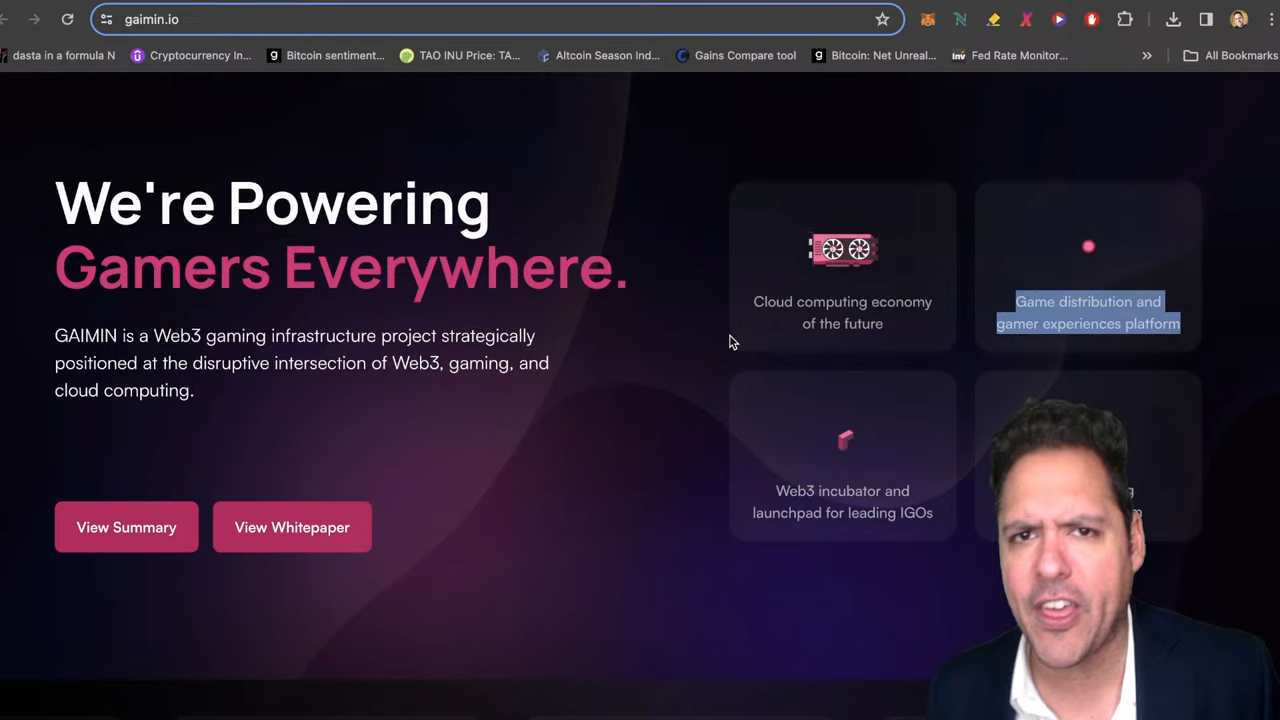 gaimin.io
dasta in a formula N
Cryptocurrency In...
Bitcoin sentiment...
TAO INU Price: TA...
Altcoin Season Ind...
Gains Compare tool
Bitcoin: Net Unreal...
Fed Rate Monitor...
»
All Bookmarks
We're Powering
Gamers Everywhere.
GAIMIN is a Web3 gaming infrastructure project strategically
positioned at the disruptive intersection of Web3, gaming, and
cloud computing.
View Summary
View Whitepaper
Cloud computing economy
of the future
Game distribution and
gamer experiences platform
Web3 incubator and
launchpad for leading IGOs